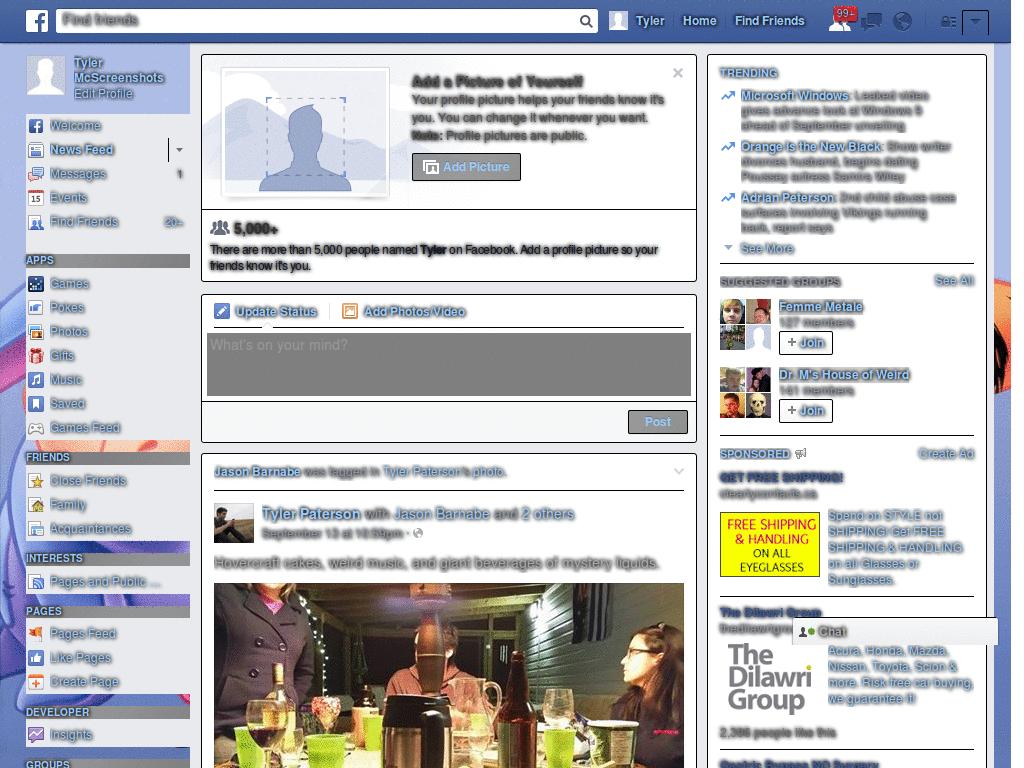 Find friends
Tyler
Home
Find Friends
99+
Tyler
McScreenshots
Edit Profile
Welcome
News Feed
Messages
1
Events
15
Find Friends
20+
APPS
Games
Pokes
Photos
Gifts
Music
Saved
Games Feed
FRIENDS
Close Friends
Family
Acquaintances
INTERESTS
Pages and Public ...
PAGES
Pages Feed
Like Pages
Create Page
DEVELOPER
Insights
GROUPS
Add a Picture of Yourself
Your profile picture helps your friends know it's
you. You can change it whenever you want.
Note: Profile pictures are public.
Add Picture
5,000+
There are more than 5,000 people named Tyler on Facebook. Add a profile picture so your
friends know it's you.
Update Status
Add Photos/Video
What's on your mind?
Post
Jason Barnabe was tagged in Tyler Paterson's photo.
Tyler Paterson with Jason Barnabe and 2 others
September 13 at 10:59pm ·
Hovercraft cakes, weird music, and giant beverages of mystery liquids.
TRENDING
Microsoft Windows: Leaked video
gives advance look at Windows 9
ahead of September unveiling
Orange Is the New Black: Show writer
divorces husband, begins dating
Poussey actress Samira Wiley
Adrian Peterson: 2nd child abuse case
surfaces involving Vikings running
back, report says
See More
SUGGESTED GROUPS
See All
Femme Metale
127 members
+ Join
Dr. M's House of Weird
141 members
+ Join
SPONSORED
Create Ad
GET FREE SHIPPING!
clearlycontacts.ca
FREE SHIPPING
& HANDLING
ON ALL
EYEGLASSES
Spend on STYLE not
SHIPPING! Get FREE
SHIPPING & HANDLING
on all Glasses or
Sunglasses.
The Dilawri Group
Chat
The
Dilawri
Group
Acura, Honda, Mazda,
Nissan, Toyota, Scion &
more. Risk free car buying,
we guarantee it!
2,386 people like this